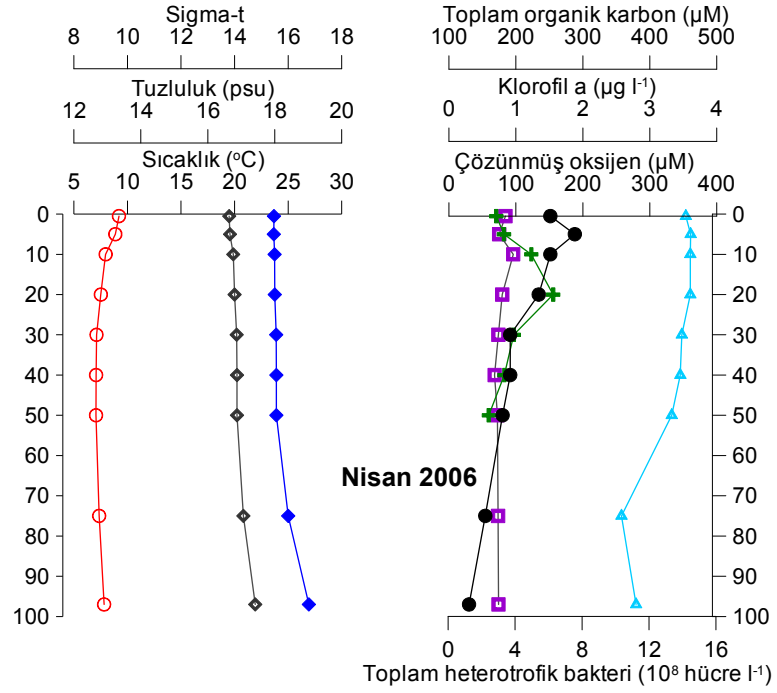 Sigma-t
8 10 12 14 16 18
Tuzluluk (psu)
12 14 16 18 20
Sıcaklık (ºC)
5 10 15 20 25 30
0
10
20
30
40
50
60
70
80
90
100
Toplam organik karbon (µM)
100 200 300 400 500
Klorofil a (µg l-1)
0 1 2 3 4
Çözünmüş oksijen (µM)
0 100 200 300 400
0
10
20
30
40
50
60
70
80
90
100
Nisan 2006
0 4 8 12 16
Toplam heterotrofik bakteri (10⁸ hücre l-1)